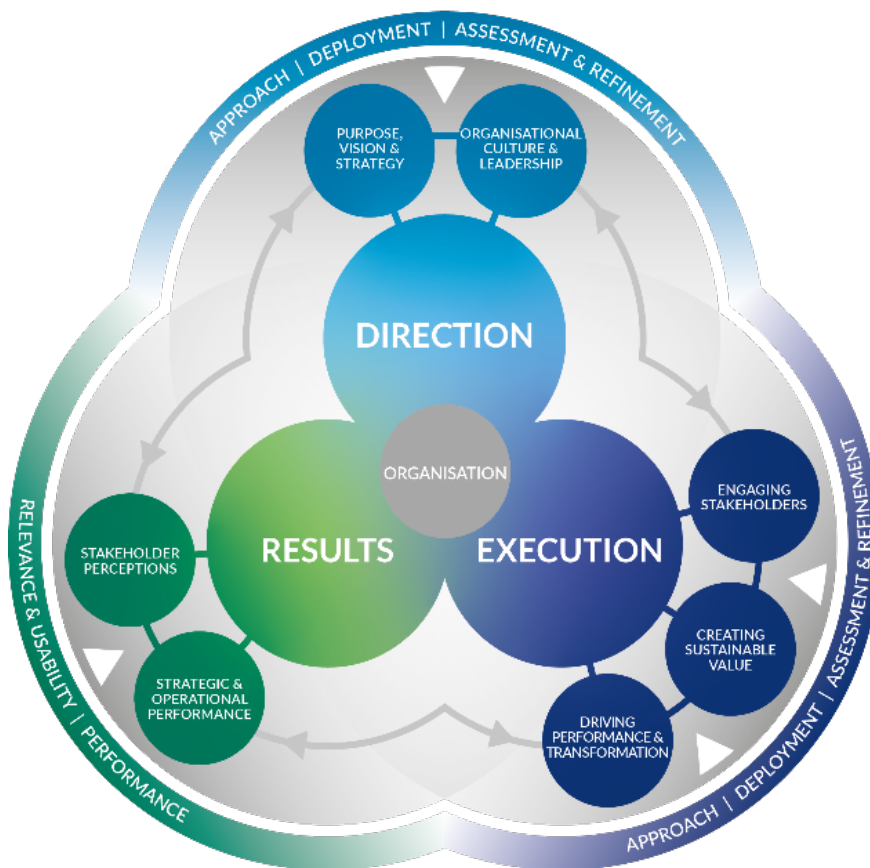 APPROACH | DEPLOYMENT | ASSESSMENT & REFINEMENT
PURPOSE,
VISION &
STRATEGY
ORGANISATIONAL
CULTURE &
LEADERSHIP
DIRECTION
ORGANISATION
RESULTS
EXECUTION
ENGAGING
STAKEHOLDERS
CREATING
SUSTAINABLE
VALUE
DRIVING
PERFORMANCE &
TRANSFORMATION
STAKEHOLDER
PERCEPTIONS
STRATEGIC &
OPERATIONAL
PERFORMANCE
RELEVANCE & USABILITY | PERFORMANCE
APPROACH | DEPLOYMENT | ASSESSMENT & REFINEMENT